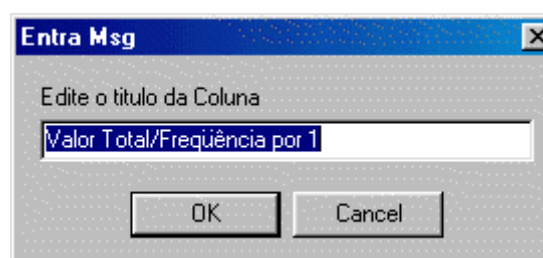 Entra Msg
Edite o titulo da Coluna
Valor Total/Freqüência por 1
OK Cancel